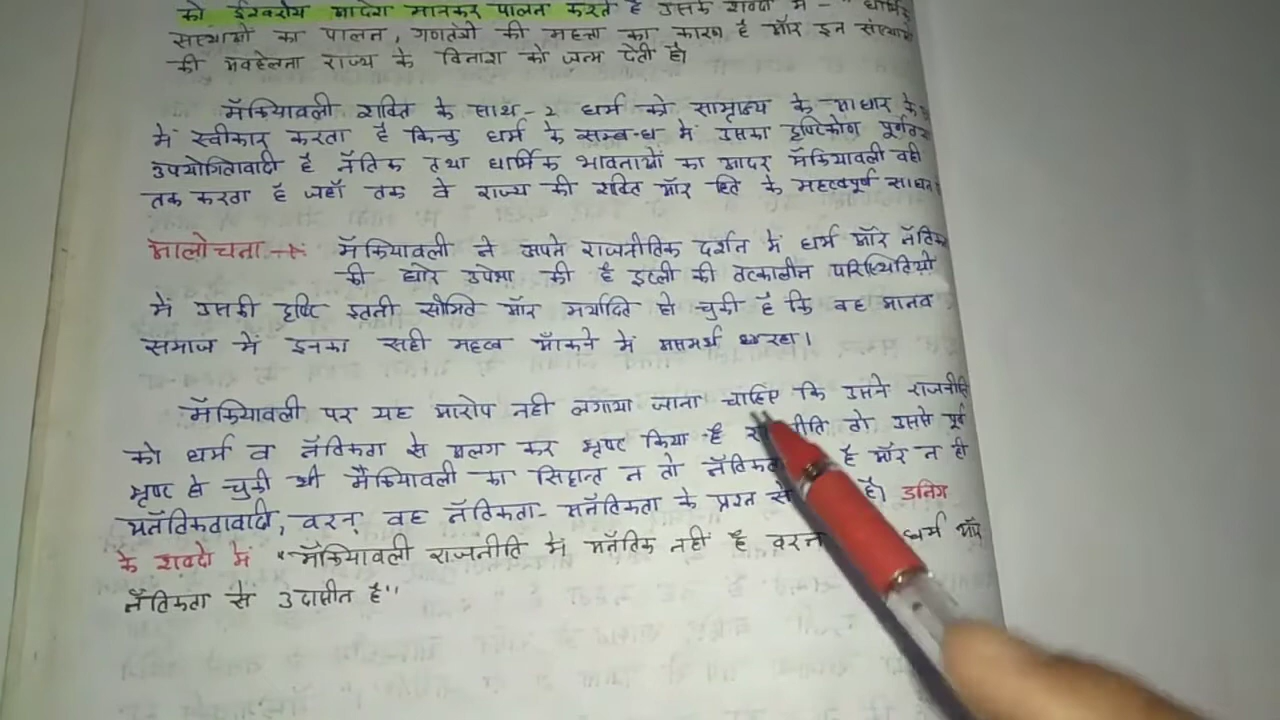 को ईश्वरीय आदेश मानकर पालन करते है उसके शब्दो में - "धार्मिक
संस्थाओ का पालन, गणतंत्रो की महत्ता का कारण है और इन संस्थाओ
की अवहेलना राज्य के विनाश को जन्म देती है।
मैकियावली शक्ति के साथ-२ धर्म को साम्राज्य के आधार के
में स्वीकार करता है किन्तु धर्म के सम्बन्ध में उसका दृष्टिकोण पूर्णतः
उपयोगितावादी है नैतिक तथा धार्मिक भावनाओं का आदर मैकियावली वही
तक करता है जहाँ तक वे राज्य की शक्ति और हित के महत्वपूर्ण साधन
आलोचना → मैकियावली ने अपने राजनीतिक दर्शन में धर्म और नैतिक
की घोर उपेक्षा की है इटली की तत्कालीन परिस्थितियो
में उसकी दृष्टि इतनी सीमित और मर्यादित हो चुकी है कि वह मानव
समाज में इनका सही महत्व आँकने में असमर्थ रहा।
मैकियावली पर यह आरोप नही लगाया जाना चाहिए कि उसने राजनीति
को धर्म व नैतिकता से अलग कर भ्रष्ट किया है नीति तो उससे पूर्व
भ्रष्ट हो चुकी थी मैकियावली का सिद्धान्त न तो नैतिकता है और न ही
अनैतिकतावादी, वरन् वह नैतिकता-अनैतिकता के प्रश्न से है। डनिंग
के शब्दो में "मैकियावली राजनीति में अनैतिक नहीं है वरन धर्म और
नैतिकता से उदासीन है"